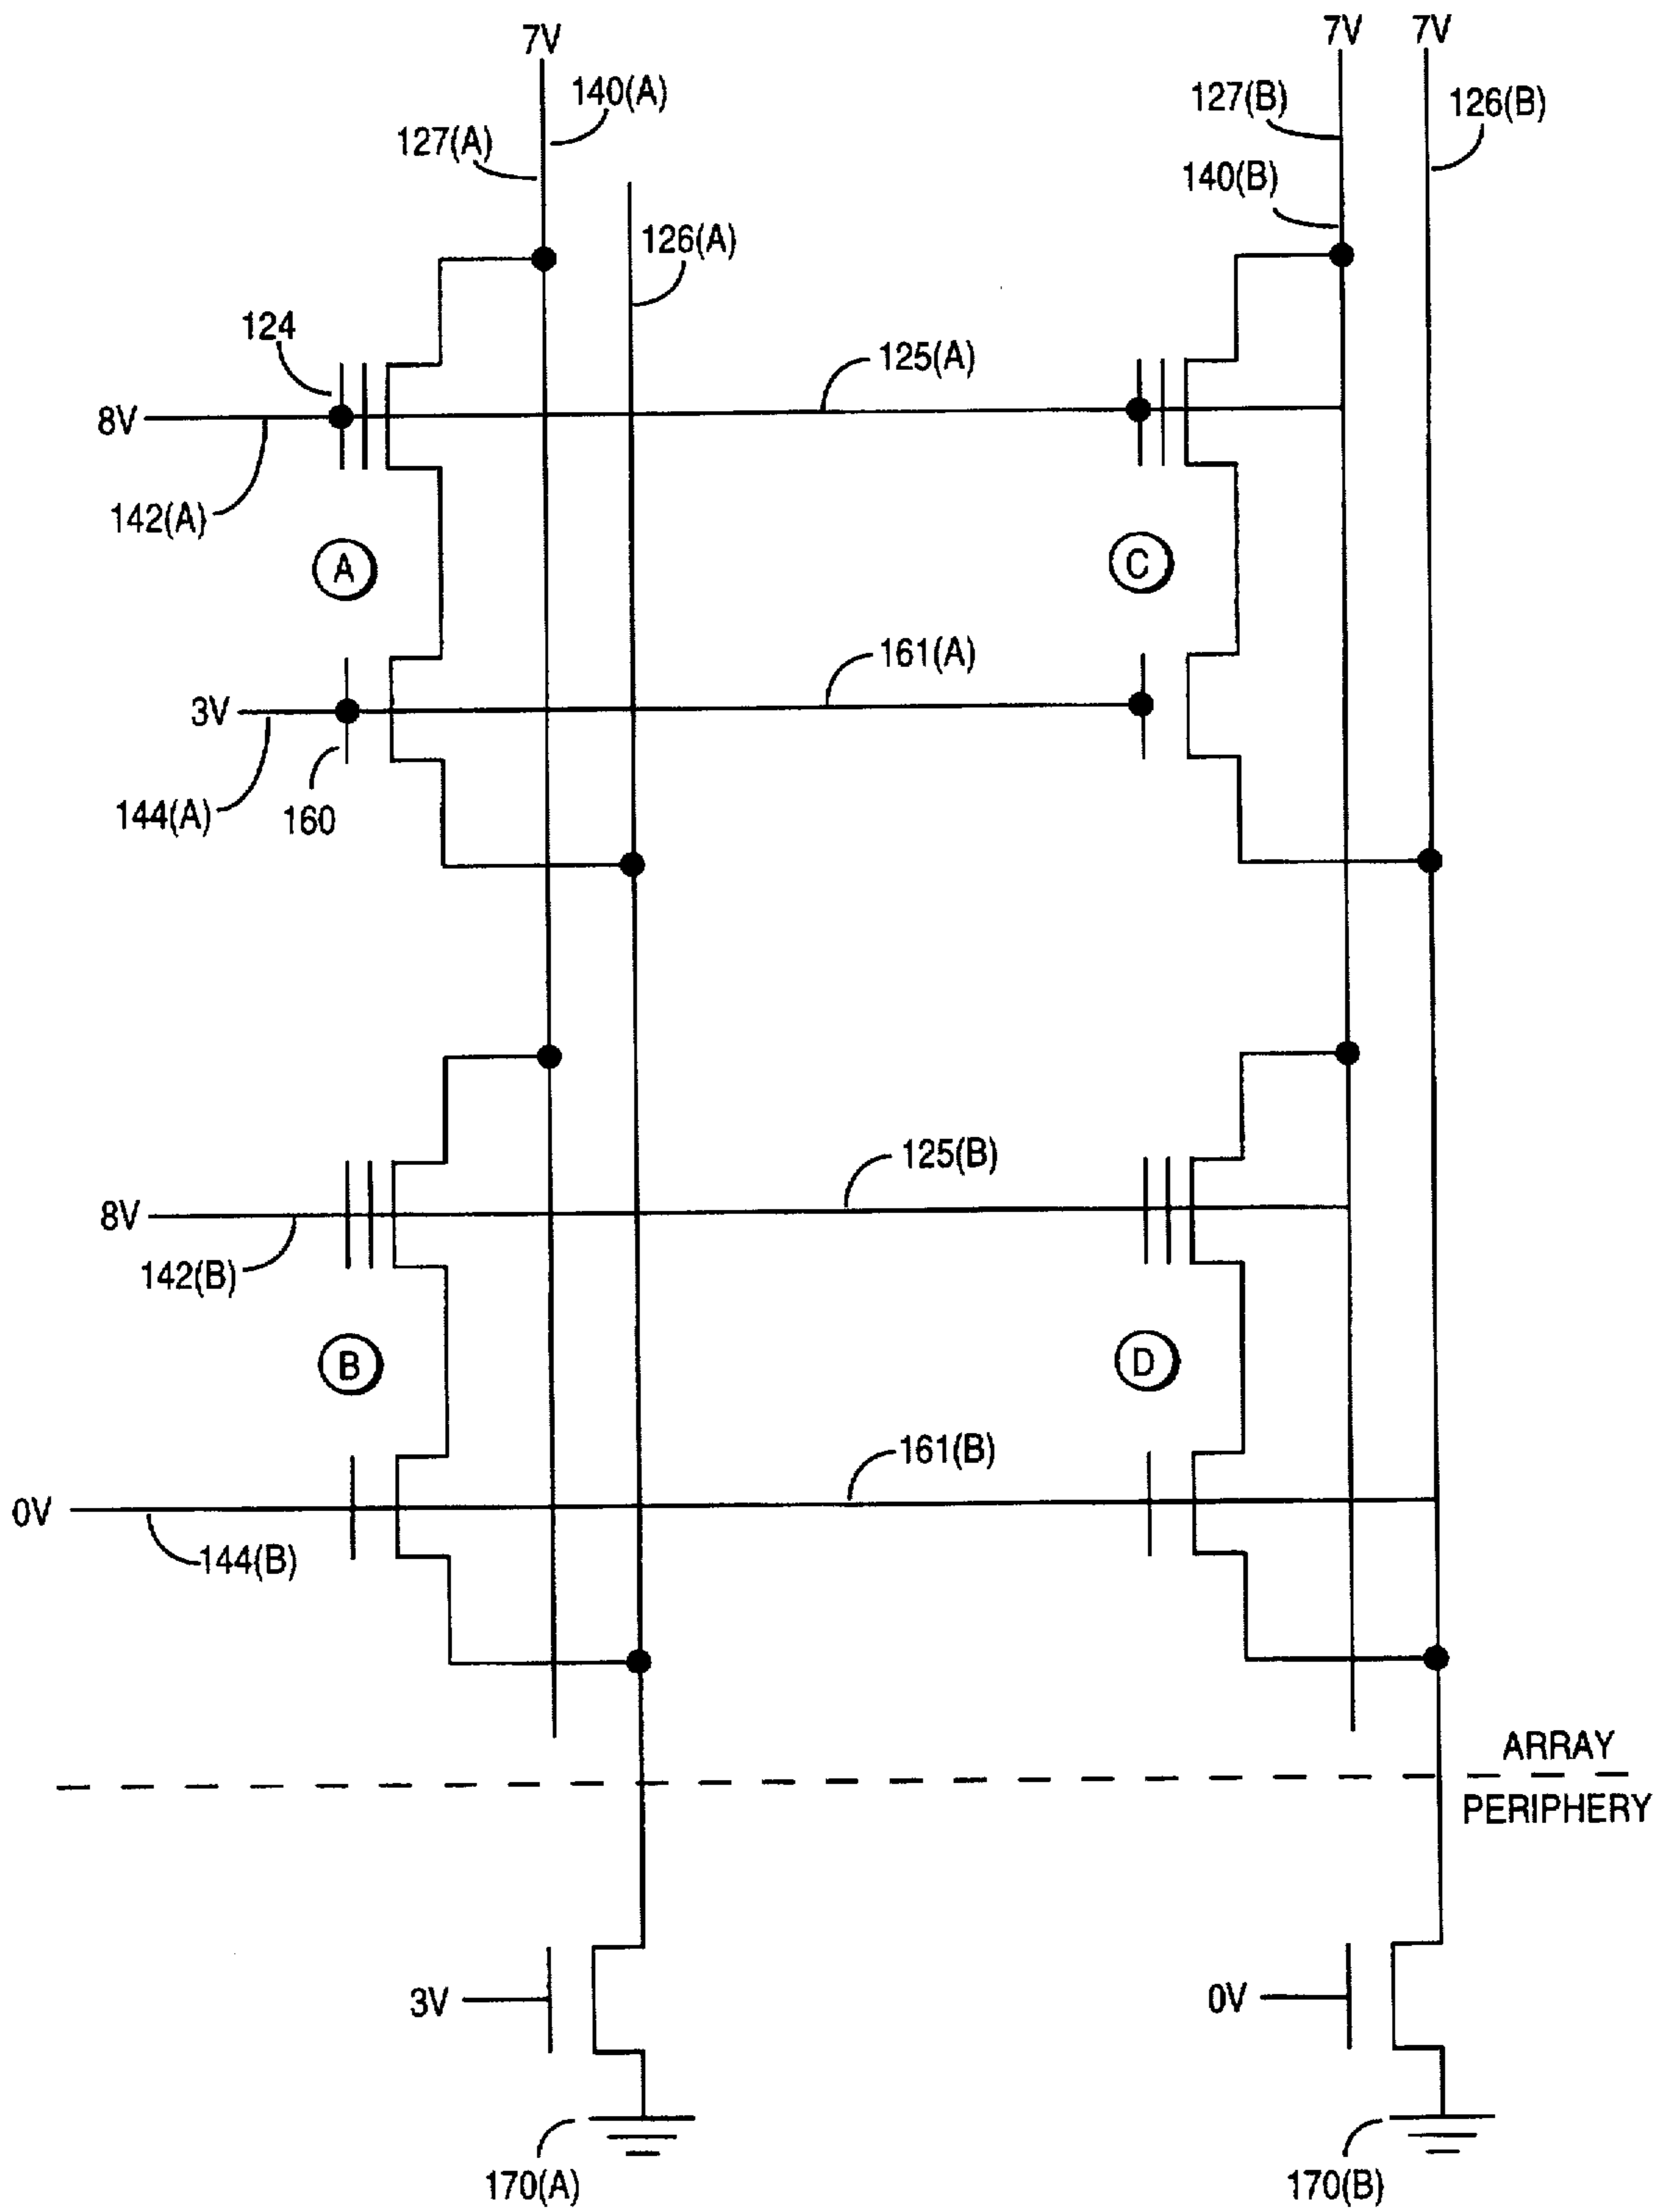 7V
7V
7V
140(A)
127(A)
127(B)
126(B)
140(B)
126(A)
124
125(A)
8V
142(A)
A
C
161(A)
3V
144(A)
160
125(B)
8V
142(B)
B
D
161(B)
0V
144(B)
ARRAY
PERIPHERY
3V
0V
170(A)
170(B)